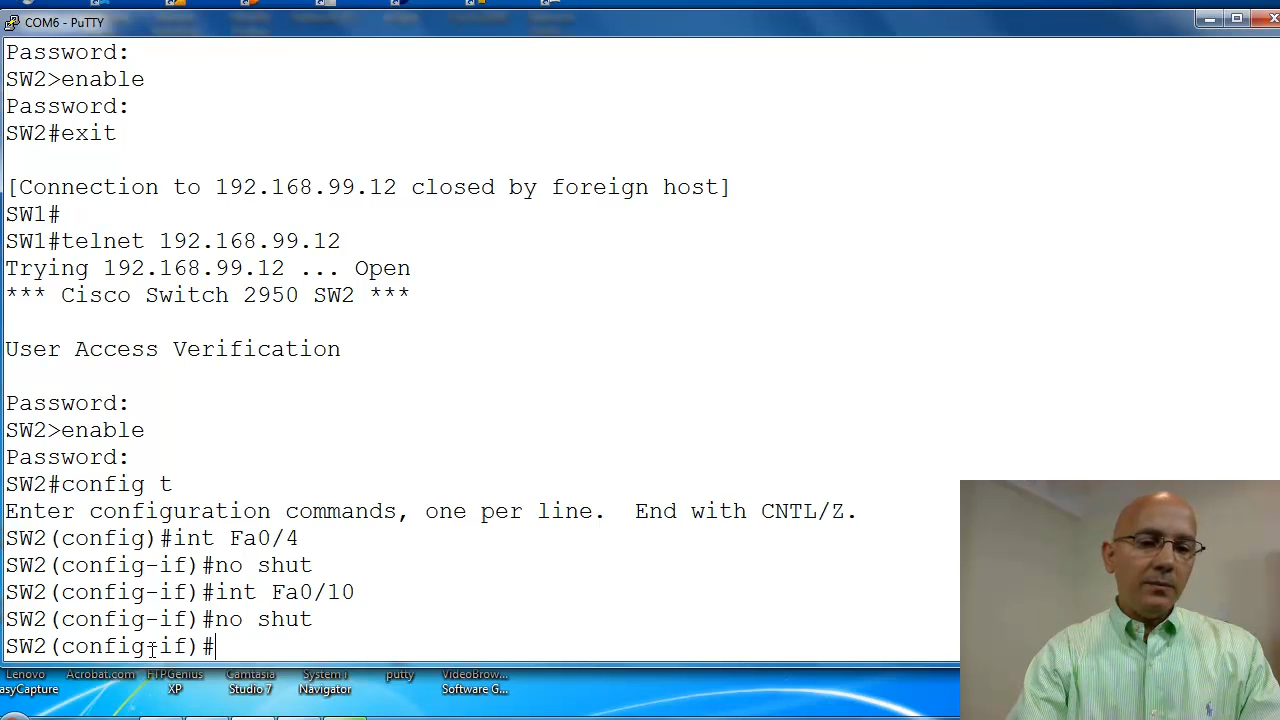 COM6 - PuTTY
Password:
SW2>enable
Password:
SW2#exit
[Connection to 192.168.99.12 closed by foreign host]
SW1#
SW1#telnet 192.168.99.12
Trying 192.168.99.12 ... Open
*** Cisco Switch 2950 SW2 ***
User Access Verification
Password:
SW2>enable
Password:
SW2#config t
Enter configuration commands, one per line.  End with CNTL/Z.
SW2(config)#int Fa0/4
SW2(config-if)#no shut
SW2(config-if)#int Fa0/10
SW2(config-if)#no shut
SW2(config-if)#
Lenovo Acrobat.com FTPGenius Camtasia System i putty VideoBrow...
asyCapture XP Studio 7 Navigator Software G...